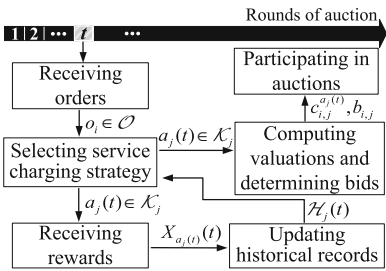 Rounds of auction
1 2 ••• t •••
Receiving
orders
o_i ∈ 𝒪
Selecting service
charging strategy
a_j(t) ∈ 𝒦_j
Computing
valuations and
determining bids
c_{i,j}^{a_j(t)}, b_{i,j}
Participating in
auctions
a_j(t) ∈ 𝒦_j
Receiving
rewards
X_{a_j(t)}(t)
Updating
historical records
ℋ_j(t)